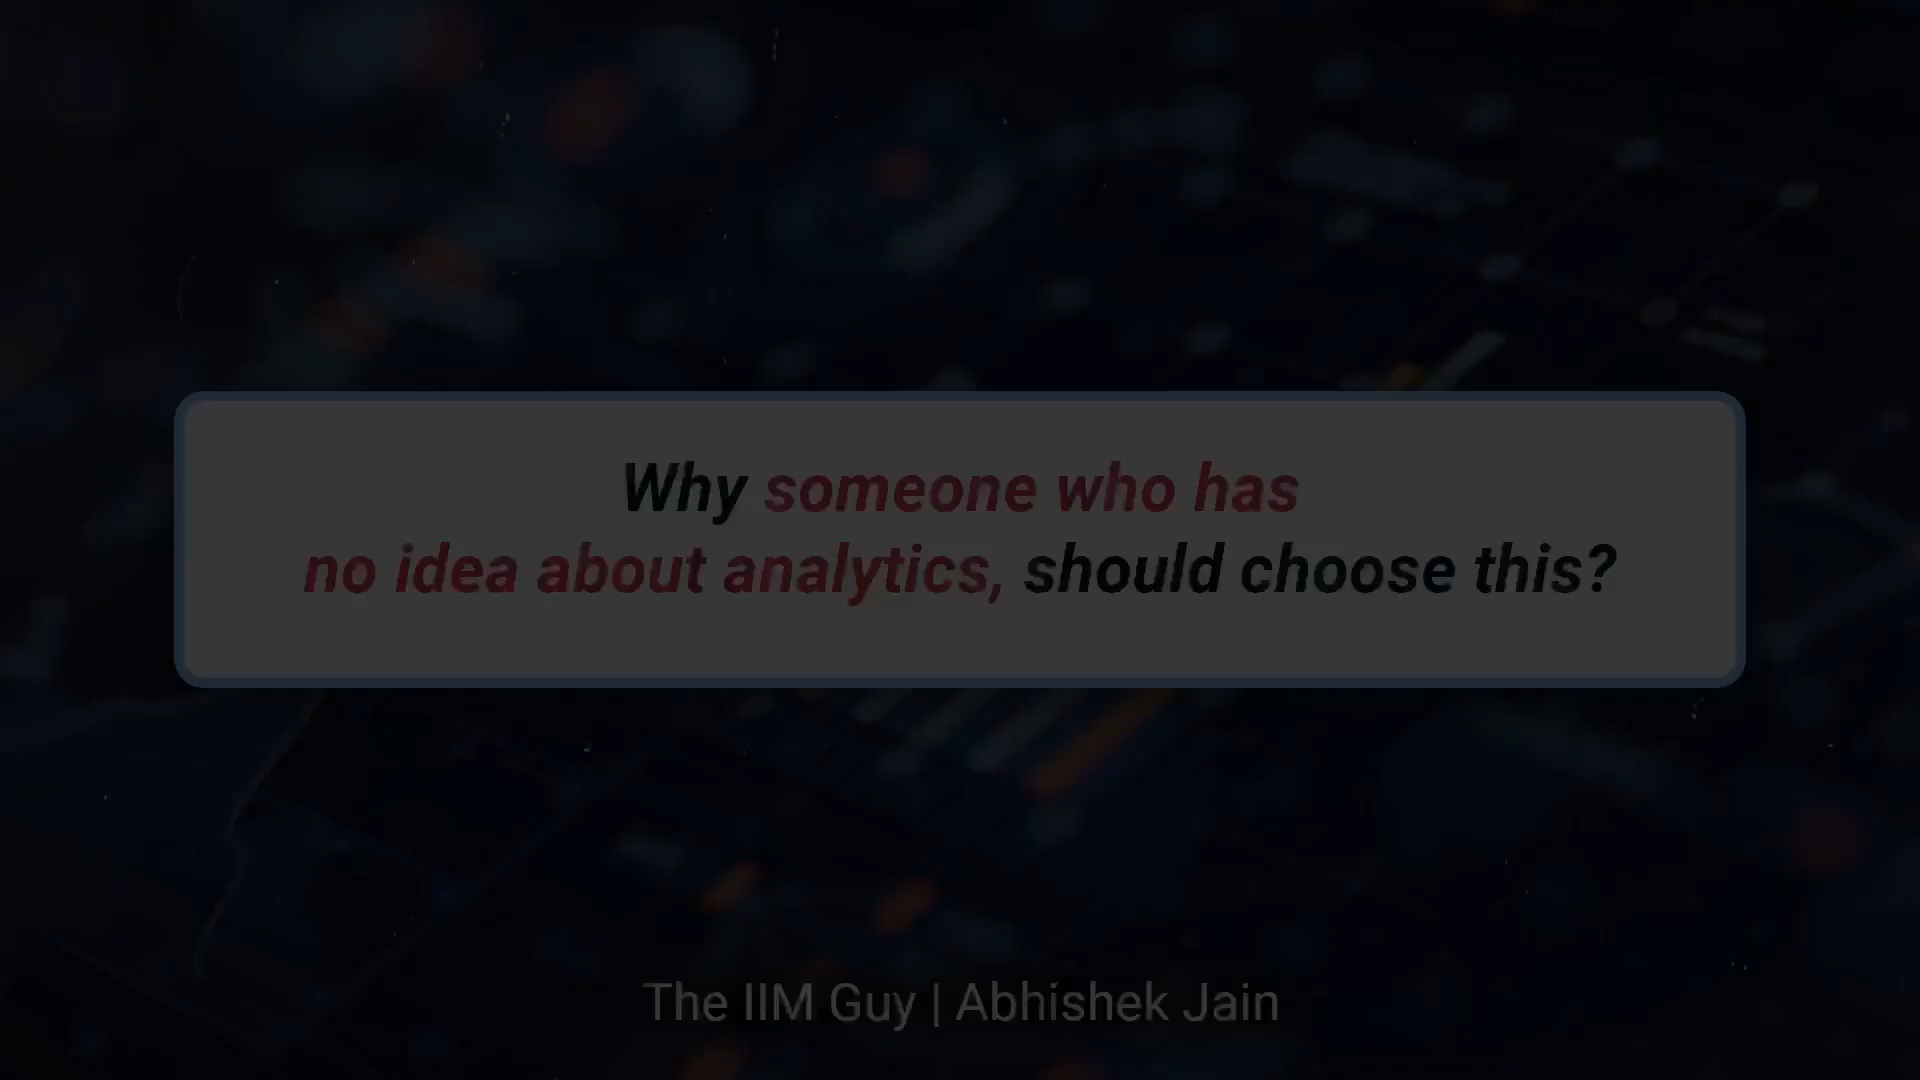 Why someone who has
no idea about analytics, should choose this?
The IIM Guy | Abhishek Jain